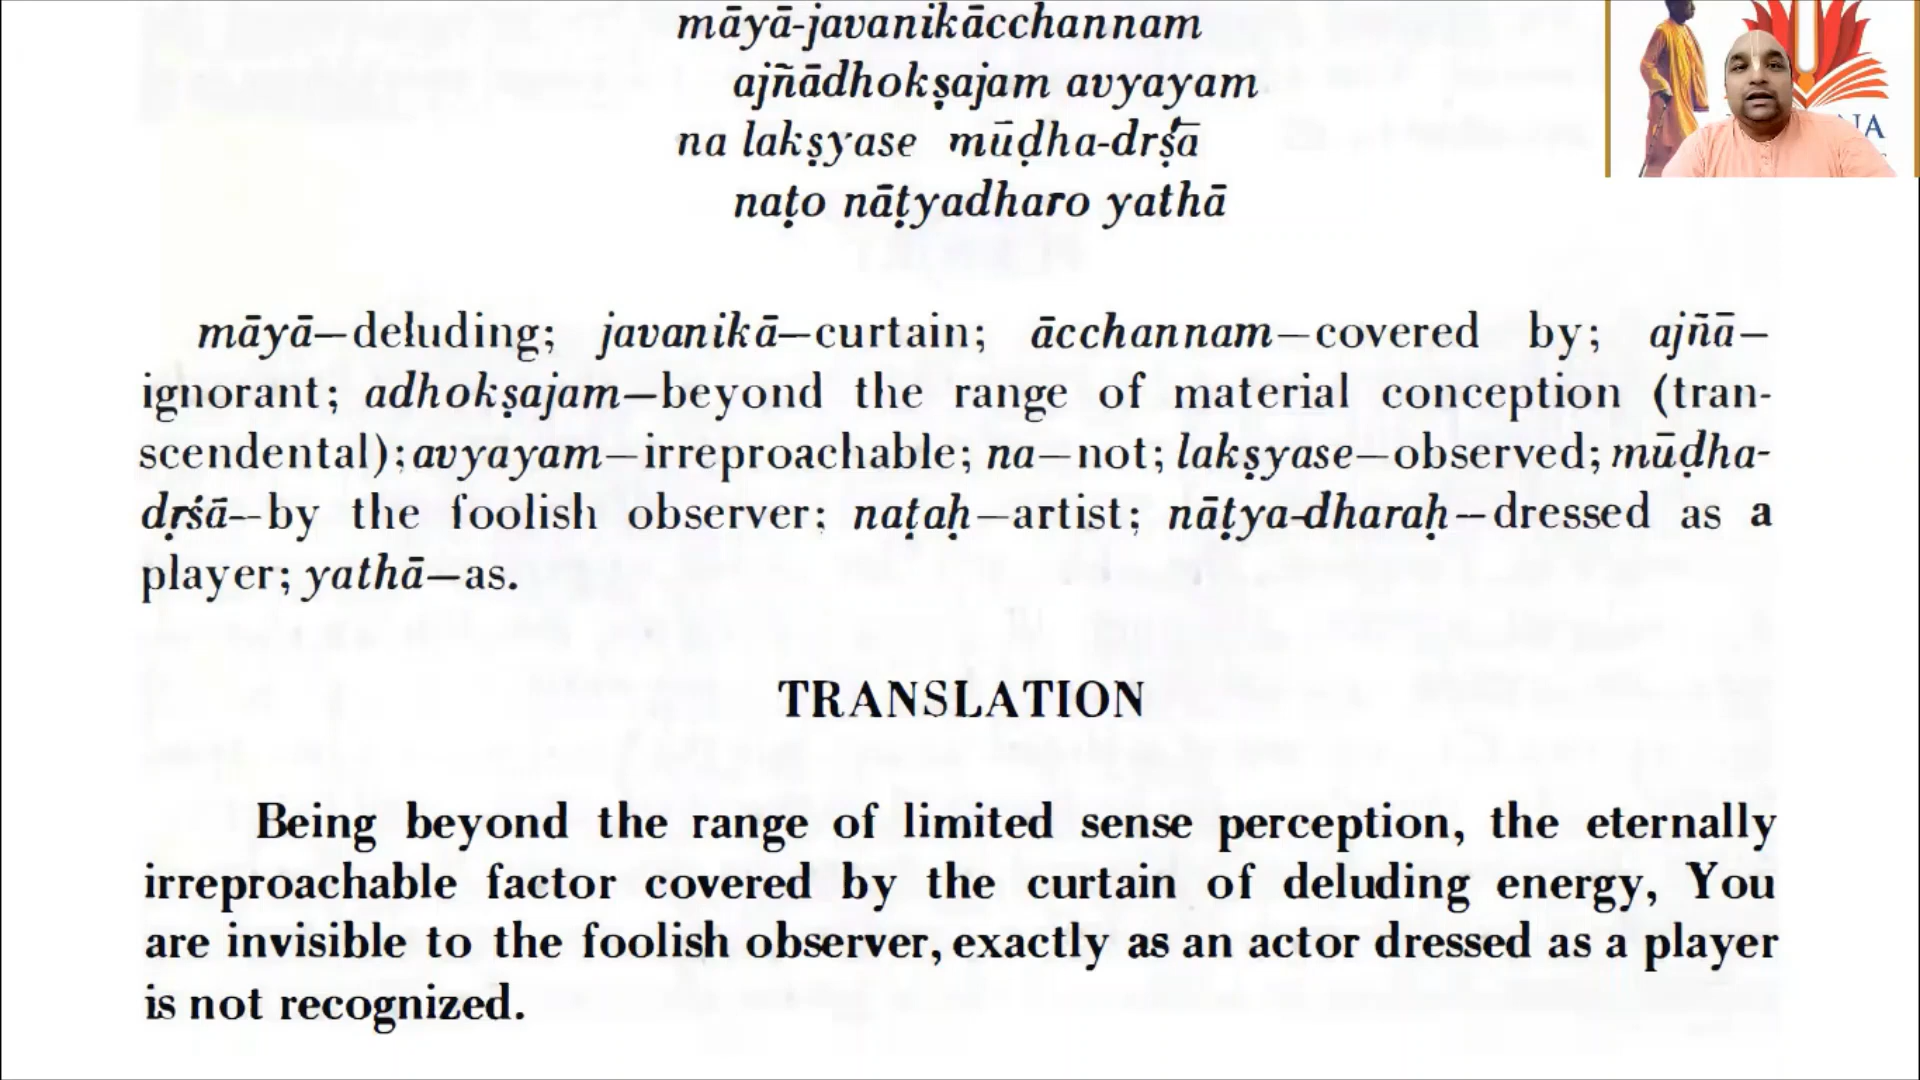 māyā-javanikācchannam
ajñādhokṣajam avyayam
na lakṣyase mūḍha-dṛśā
naṭo nāṭyadharo yathā
māyā—deluding; javanikā—curtain; ācchannam—covered by; ajñā—
ignorant; adhokṣajam—beyond the range of material conception (tran-
scendental); avyayam—irreproachable; na—not; lakṣyase—observed; mūḍha-
dṛśā—by the foolish observer; naṭaḥ—artist; nāṭya-dharaḥ—dressed as a
player; yathā—as.
TRANSLATION
Being beyond the range of limited sense perception, the eternally
irreproachable factor covered by the curtain of deluding energy, You
are invisible to the foolish observer, exactly as an actor dressed as a player
is not recognized.